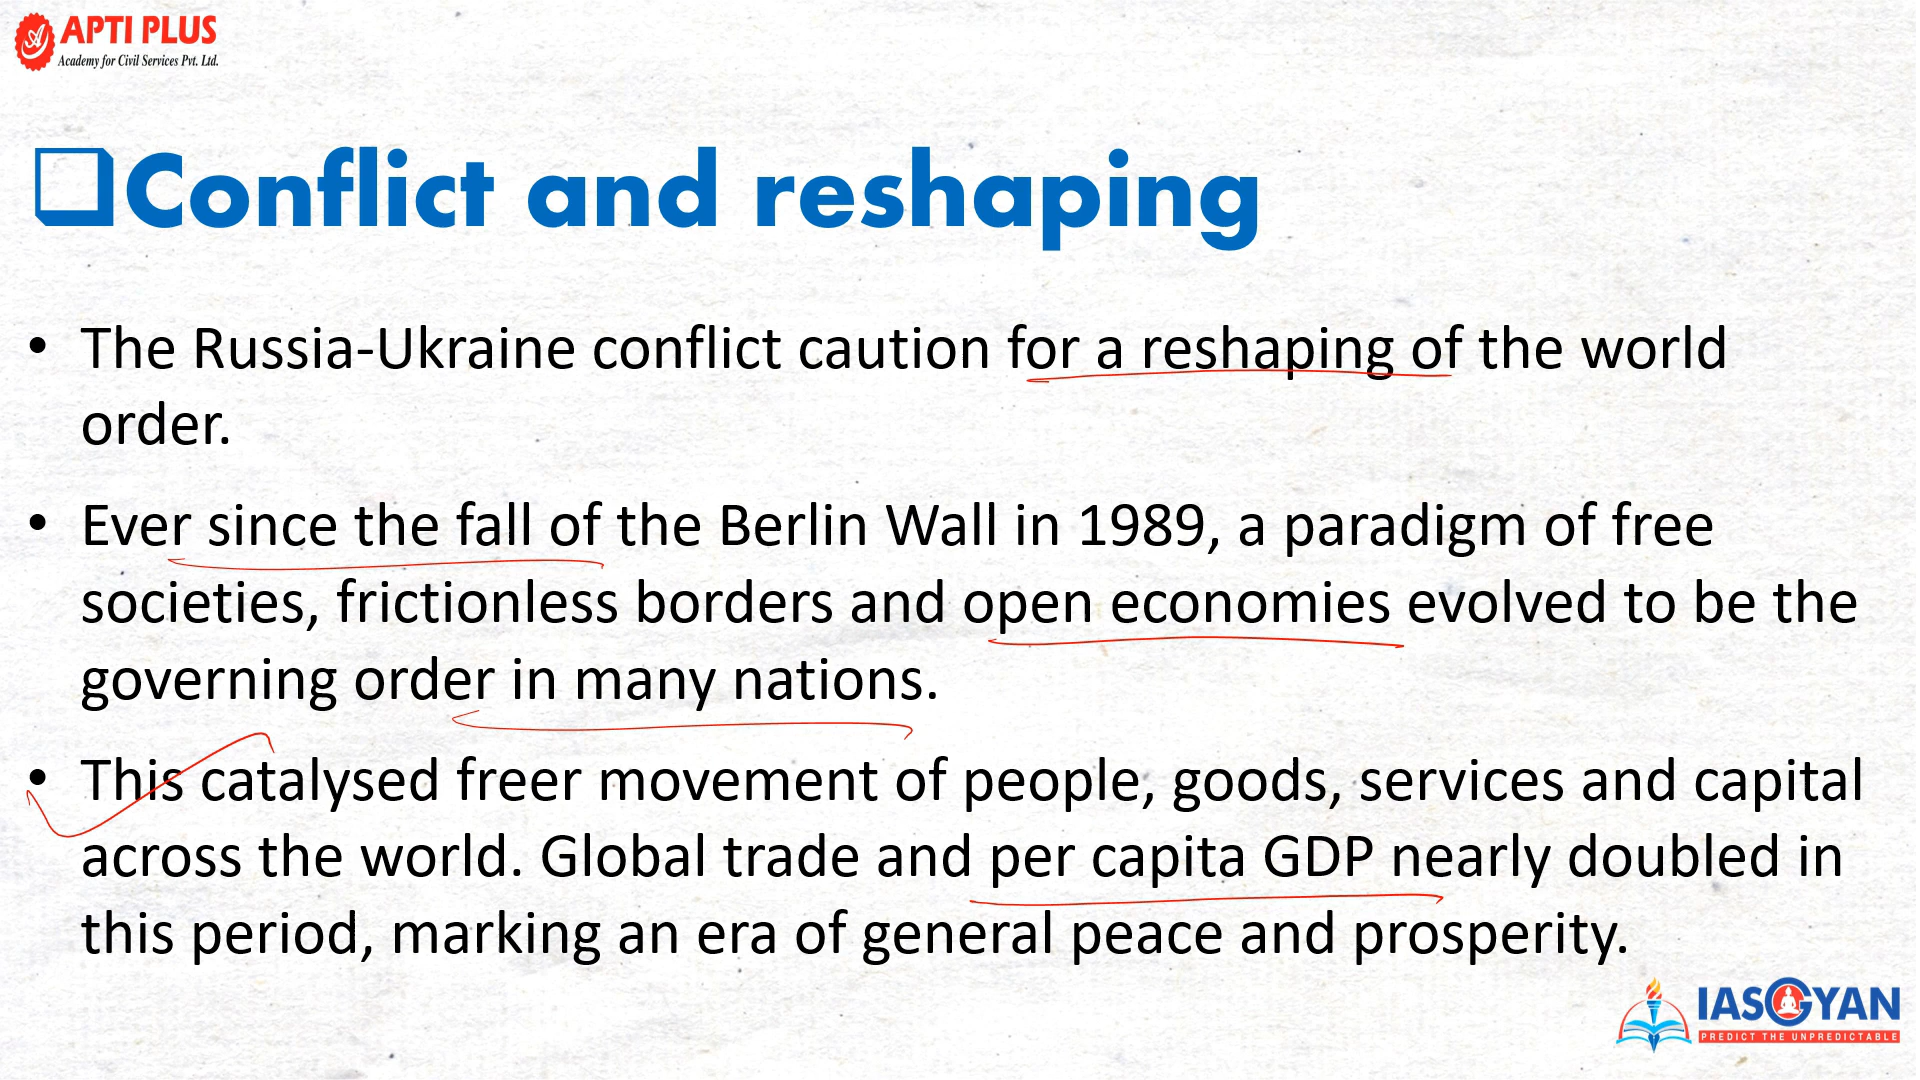 APTI PLUS
Academy for Civil Services Pvt. Ltd.
❑Conflict and reshaping
• The Russia-Ukraine conflict caution for a reshaping of the world
order.
• Ever since the fall of the Berlin Wall in 1989, a paradigm of free
societies, frictionless borders and open economies evolved to be the
governing order in many nations.
• This catalysed freer movement of people, goods, services and capital
across the world. Global trade and per capita GDP nearly doubled in
this period, marking an era of general peace and prosperity.
IASGYAN
PREDICT THE UNPREDICTABLE